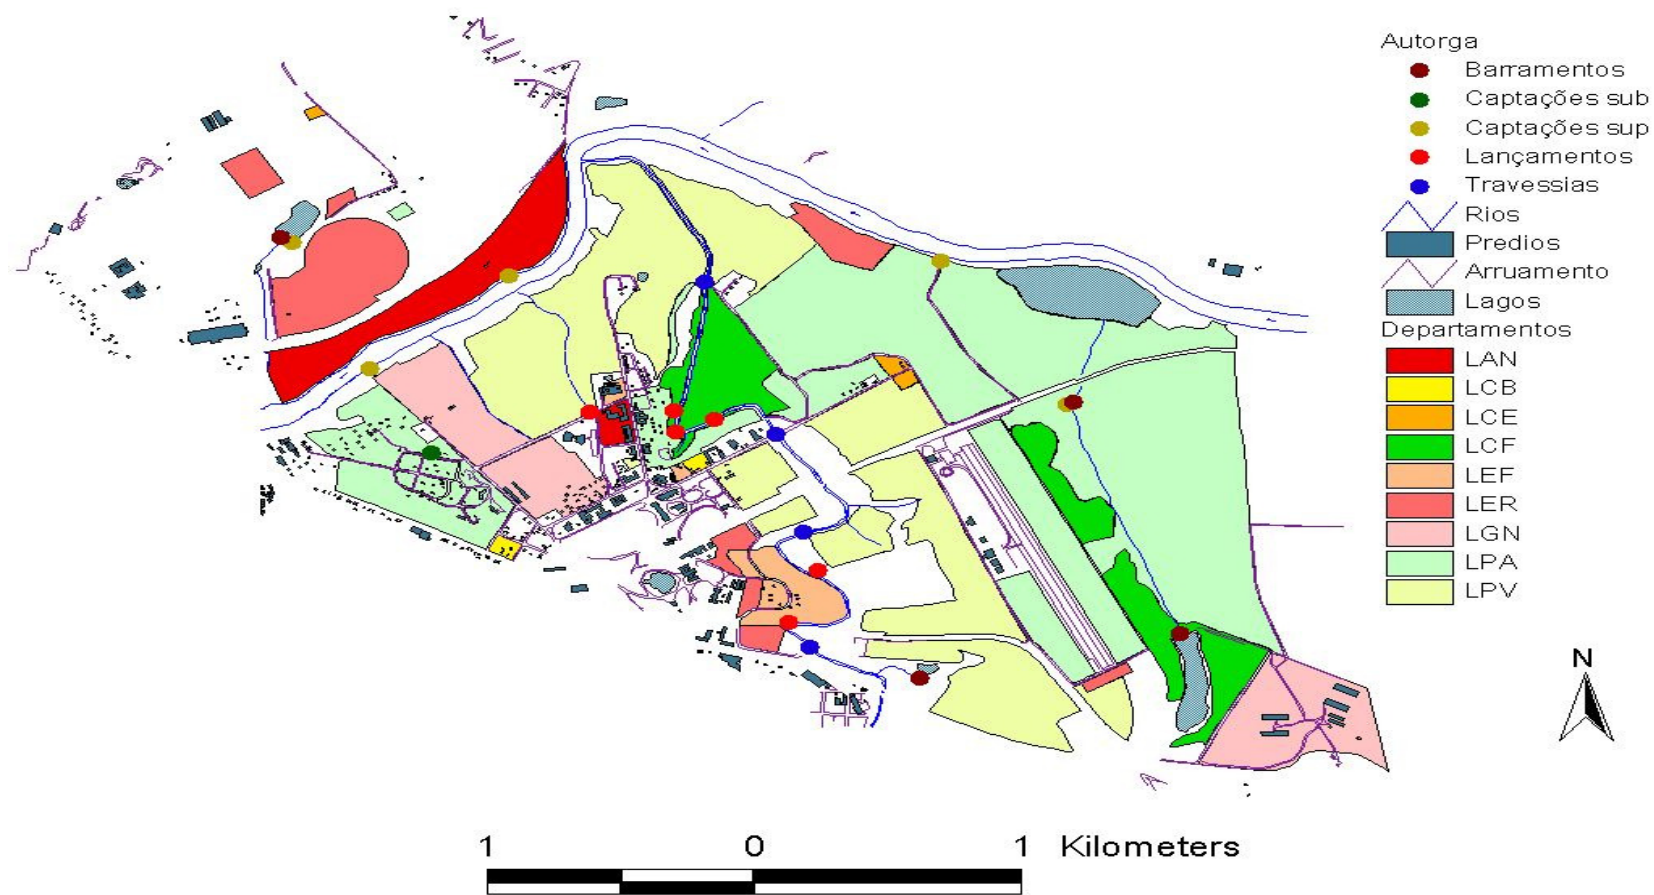 Autorga
Barramentos
Captações sub
Captações sup
Lançamentos
Travessias
Rios
Predios
Arruamento
Lagos
Departamentos
LAN
LCB
LCE
LCF
LEF
LER
LGN
LPA
LPV
N
1 0 1 Kilometers